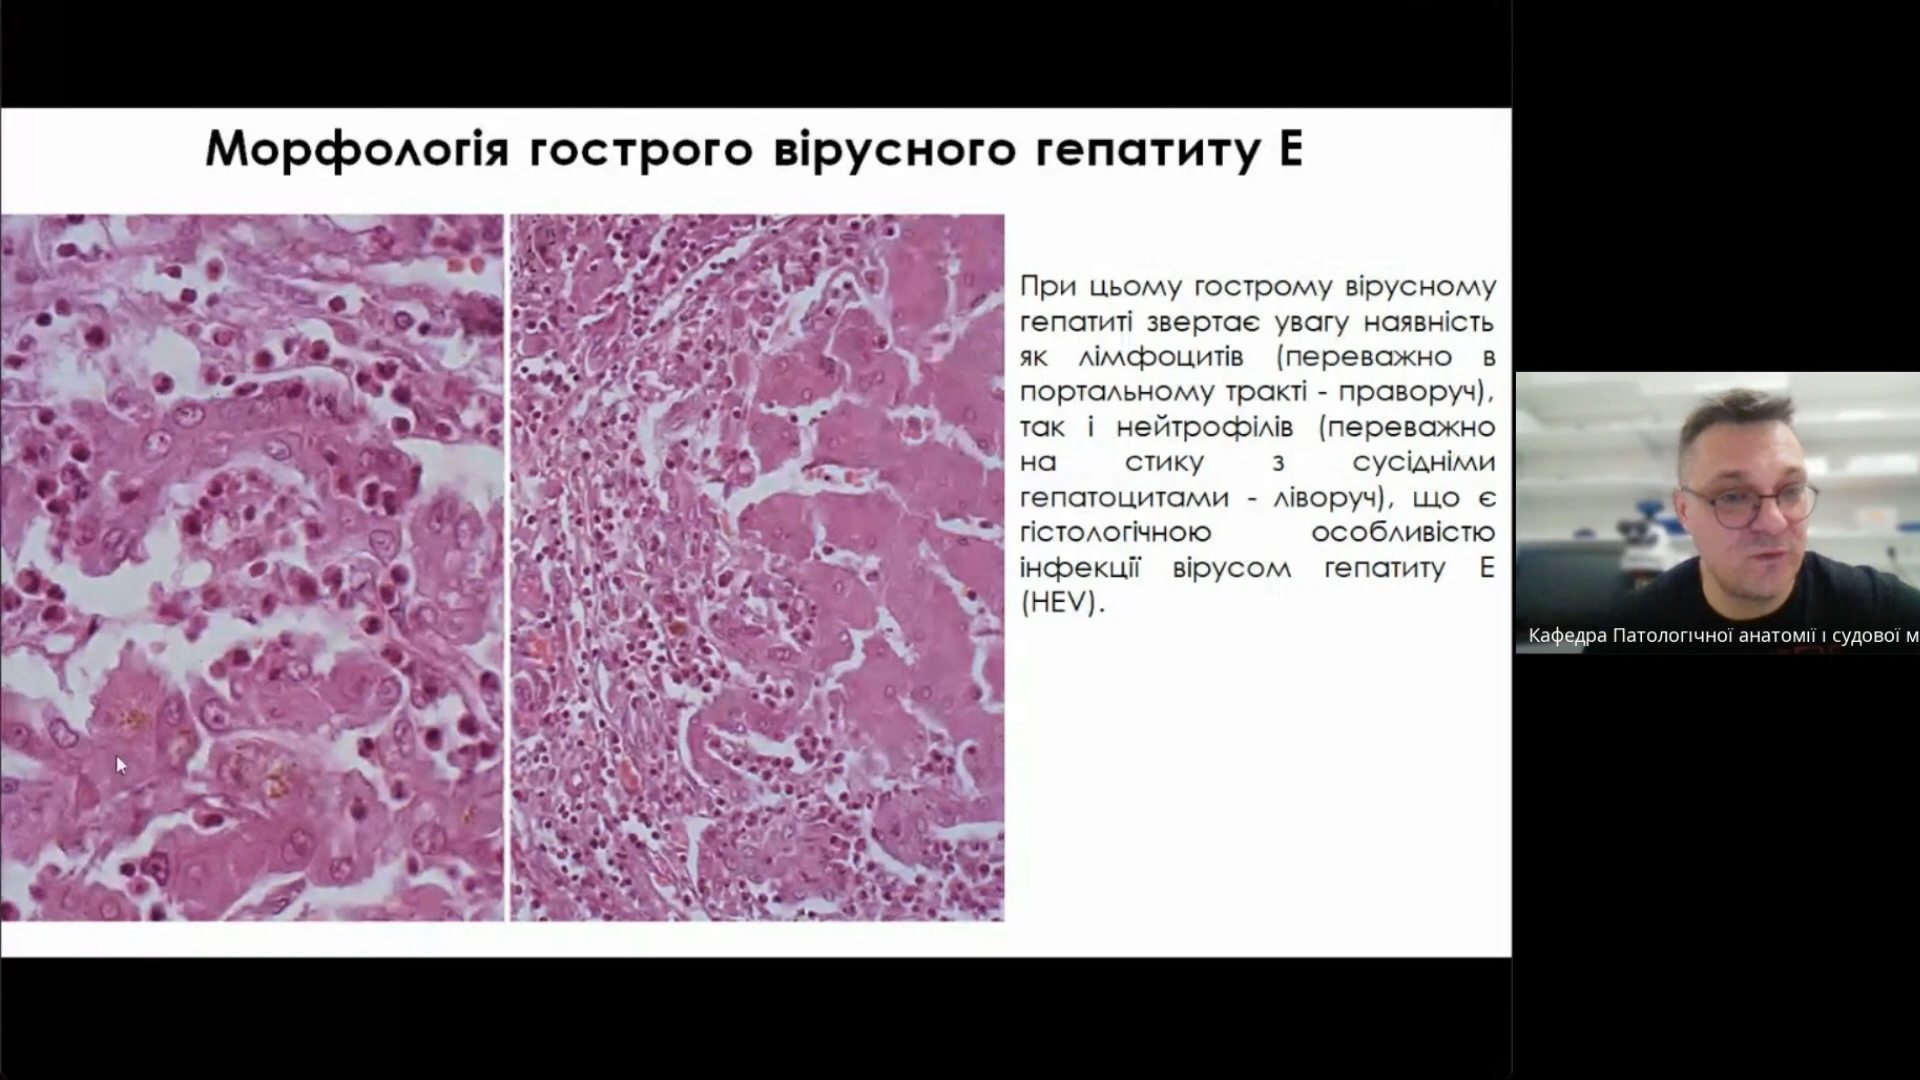 Морфологія гострого вірусного гепатиту Е
При цьому гострому вірусному
гепатиті звертає увагу наявність
як лімфоцитів (переважно в
портальному тракті - праворуч),
так і нейтрофілів (переважно
на стику з сусідніми
гепатоцитами - ліворуч), що є
гістологічною особливістю
інфекції вірусом гепатиту Е
(HEV).
Кафедра Патологічної анатомії і судової м